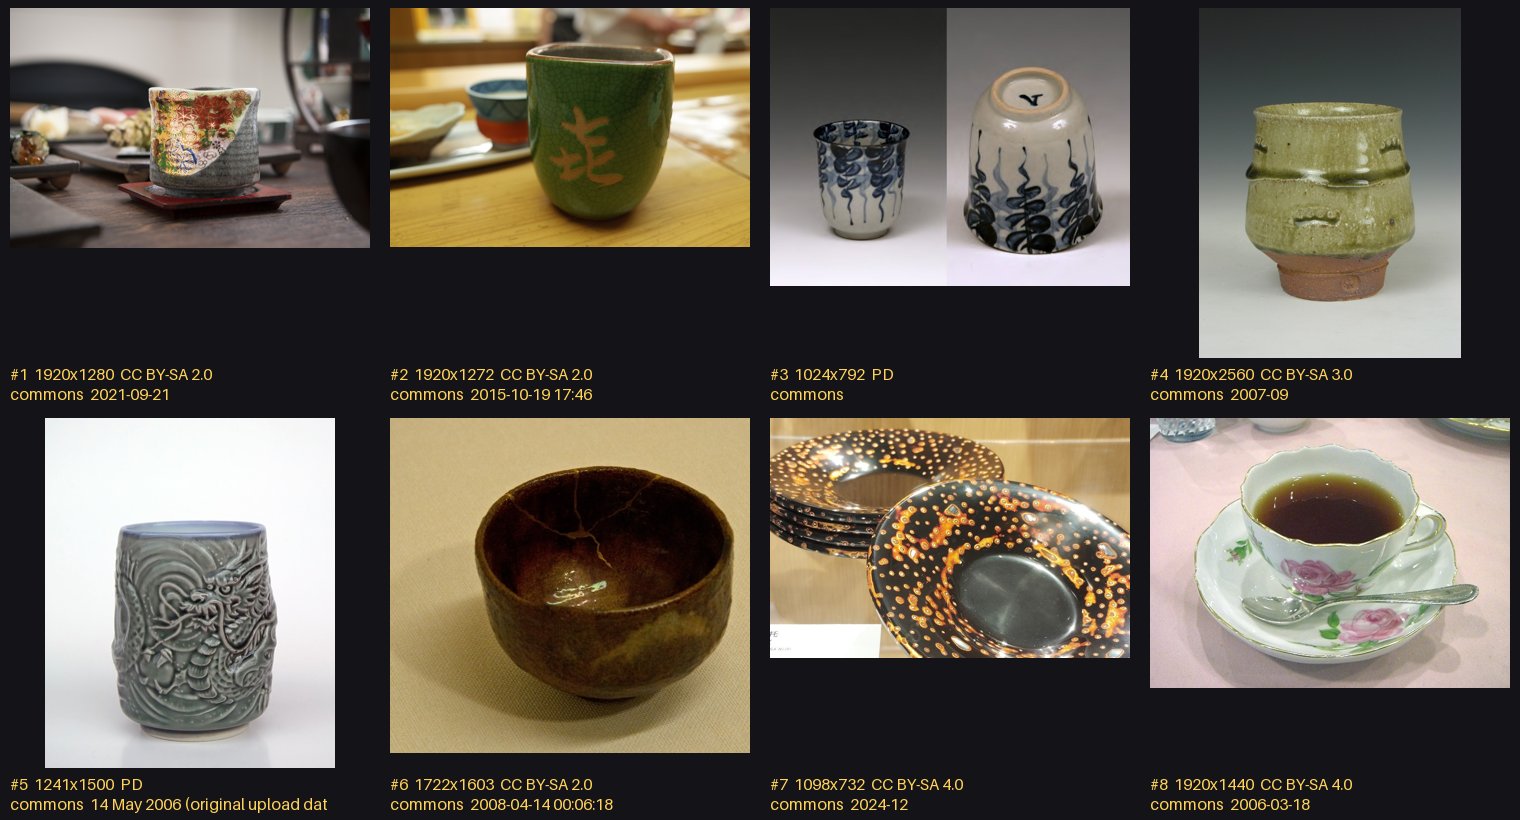 㐂
#1 1920x1280 CC BY-SA 2.0
commons 2021-09-21
#2 1920x1272 CC BY-SA 2.0
commons 2015-10-19 17:46
#3 1024x792 PD
commons
#4 1920x2560 CC BY-SA 3.0
commons 2007-09
#5 1241x1500 PD
commons 14 May 2006 (original upload dat
#6 1722x1603 CC BY-SA 2.0
commons 2008-04-14 00:06:18
#7 1098x732 CC BY-SA 4.0
commons 2024-12
#8 1920x1440 CC BY-SA 4.0
commons 2006-03-18